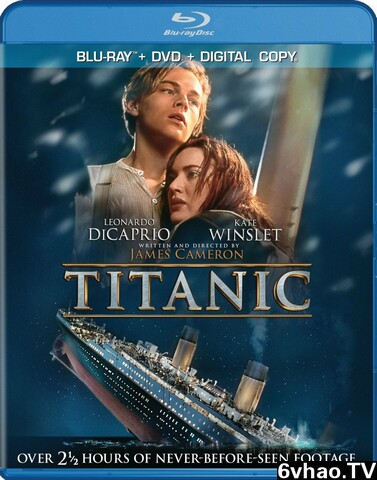 Blu-ray Disc
BLU-RAY™ + DVD + DIGITAL COPY
LEONARDO KATE
DICAPRIO WINSLET
WRITTEN AND DIRECTED BY
JAMES CAMERON
TITANIC
OVER 2½ HOURS OF NEVER-BEFORE-SEEN FOOTAGE
6vhao.TV